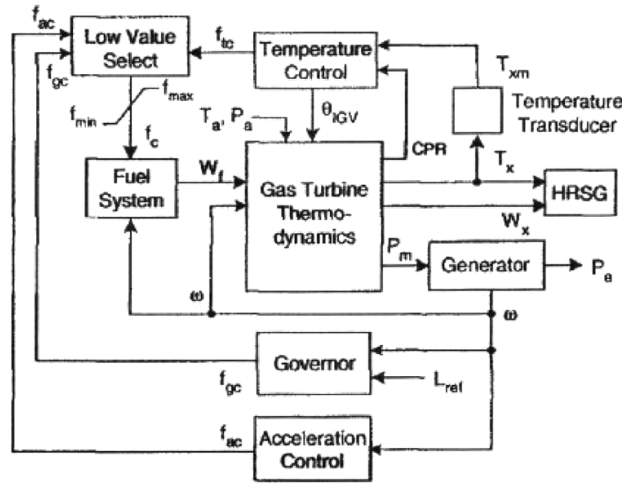 f_ac
f_gc
Low Value
Select
f_tc
Temperature
Control
T_xm
f_min
f_max
f_c
T_a, P_a
θ_IGV
CPR
Temperature
Transducer
T_x
Fuel
System
W_f
Gas Turbine
Thermo-
dynamics
HRSG
W_x
P_m
Generator
P_e
ω
ω
Governor
f_gc
L_ref
f_ac
Acceleration
Control